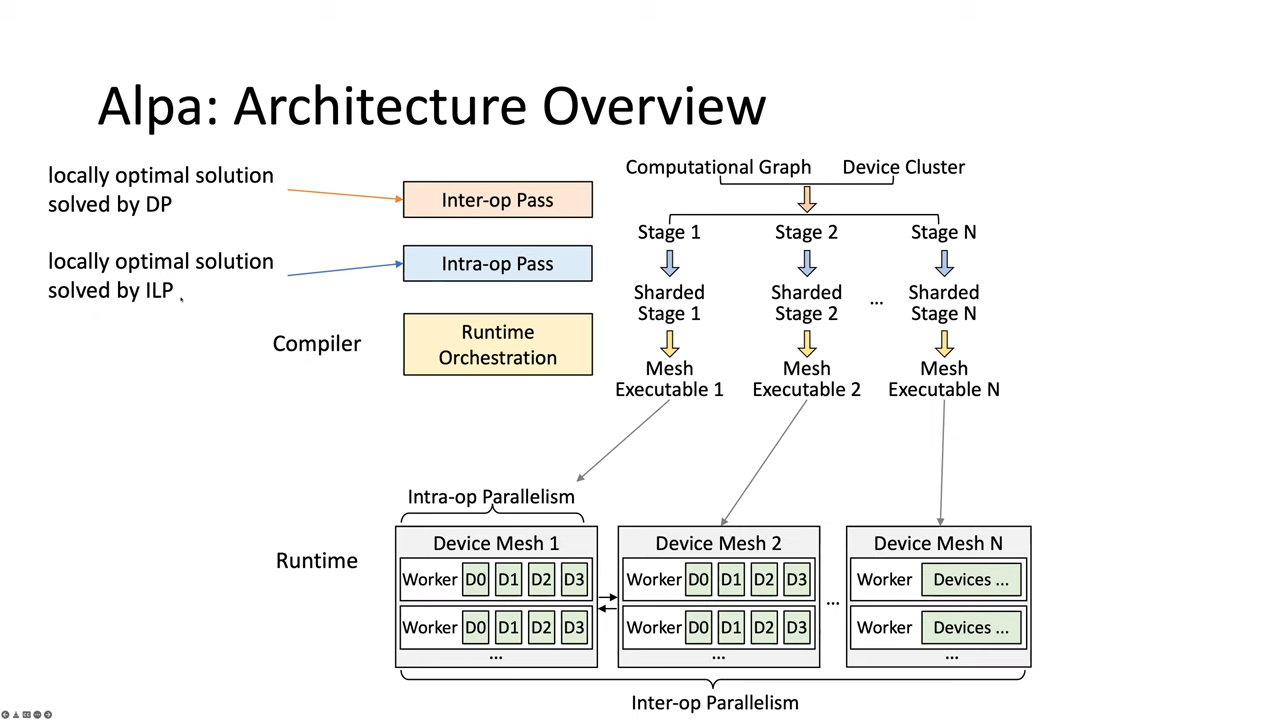 Alpa: Architecture Overview
locally optimal solution
solved by DP
locally optimal solution
solved by ILP
Compiler
Inter-op Pass
Intra-op Pass
Runtime
Orchestration
Computational Graph
Device Cluster
Stage 1
Stage 2
Stage N
Sharded
Stage 1
Sharded
Stage 2
...
Sharded
Stage N
Mesh
Executable 1
Mesh
Executable 2
Mesh
Executable N
Runtime
Intra-op Parallelism
Device Mesh 1
Worker D0 D1 D2 D3
Worker D0 D1 D2 D3
...
Device Mesh 2
Worker D0 D1 D2 D3
Worker D0 D1 D2 D3
...
...
Device Mesh N
Worker Devices ...
Worker Devices ...
...
Inter-op Parallelism